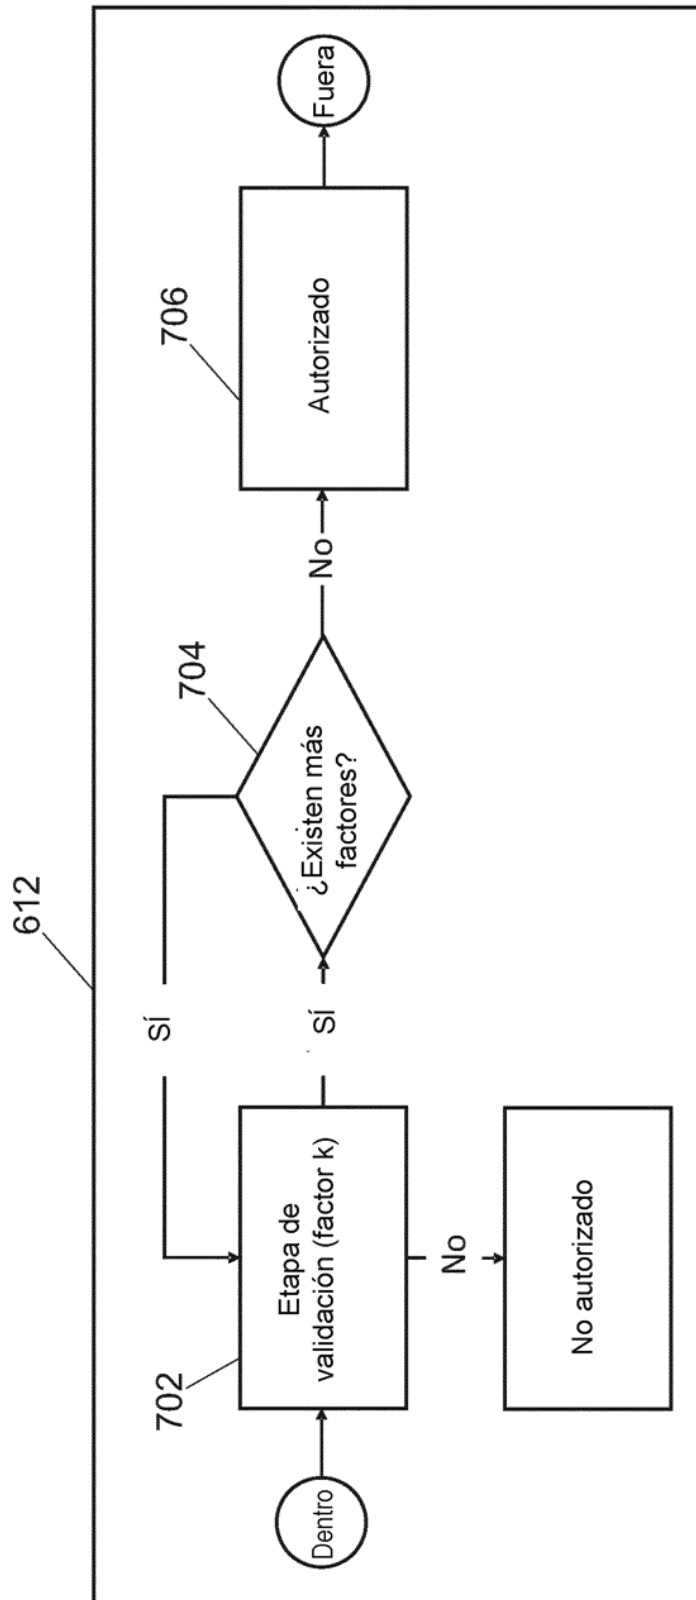 612
Dentro
702
Etapa de
validación (factor k)
No
No autorizado
SÍ
SÍ
704
¿Existen más
factores?
No
706
Autorizado
Fuera